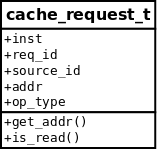 cache_request_t
+inst
+req_id
+source_id
+addr
+op_type
+get_addr()
+is_read()